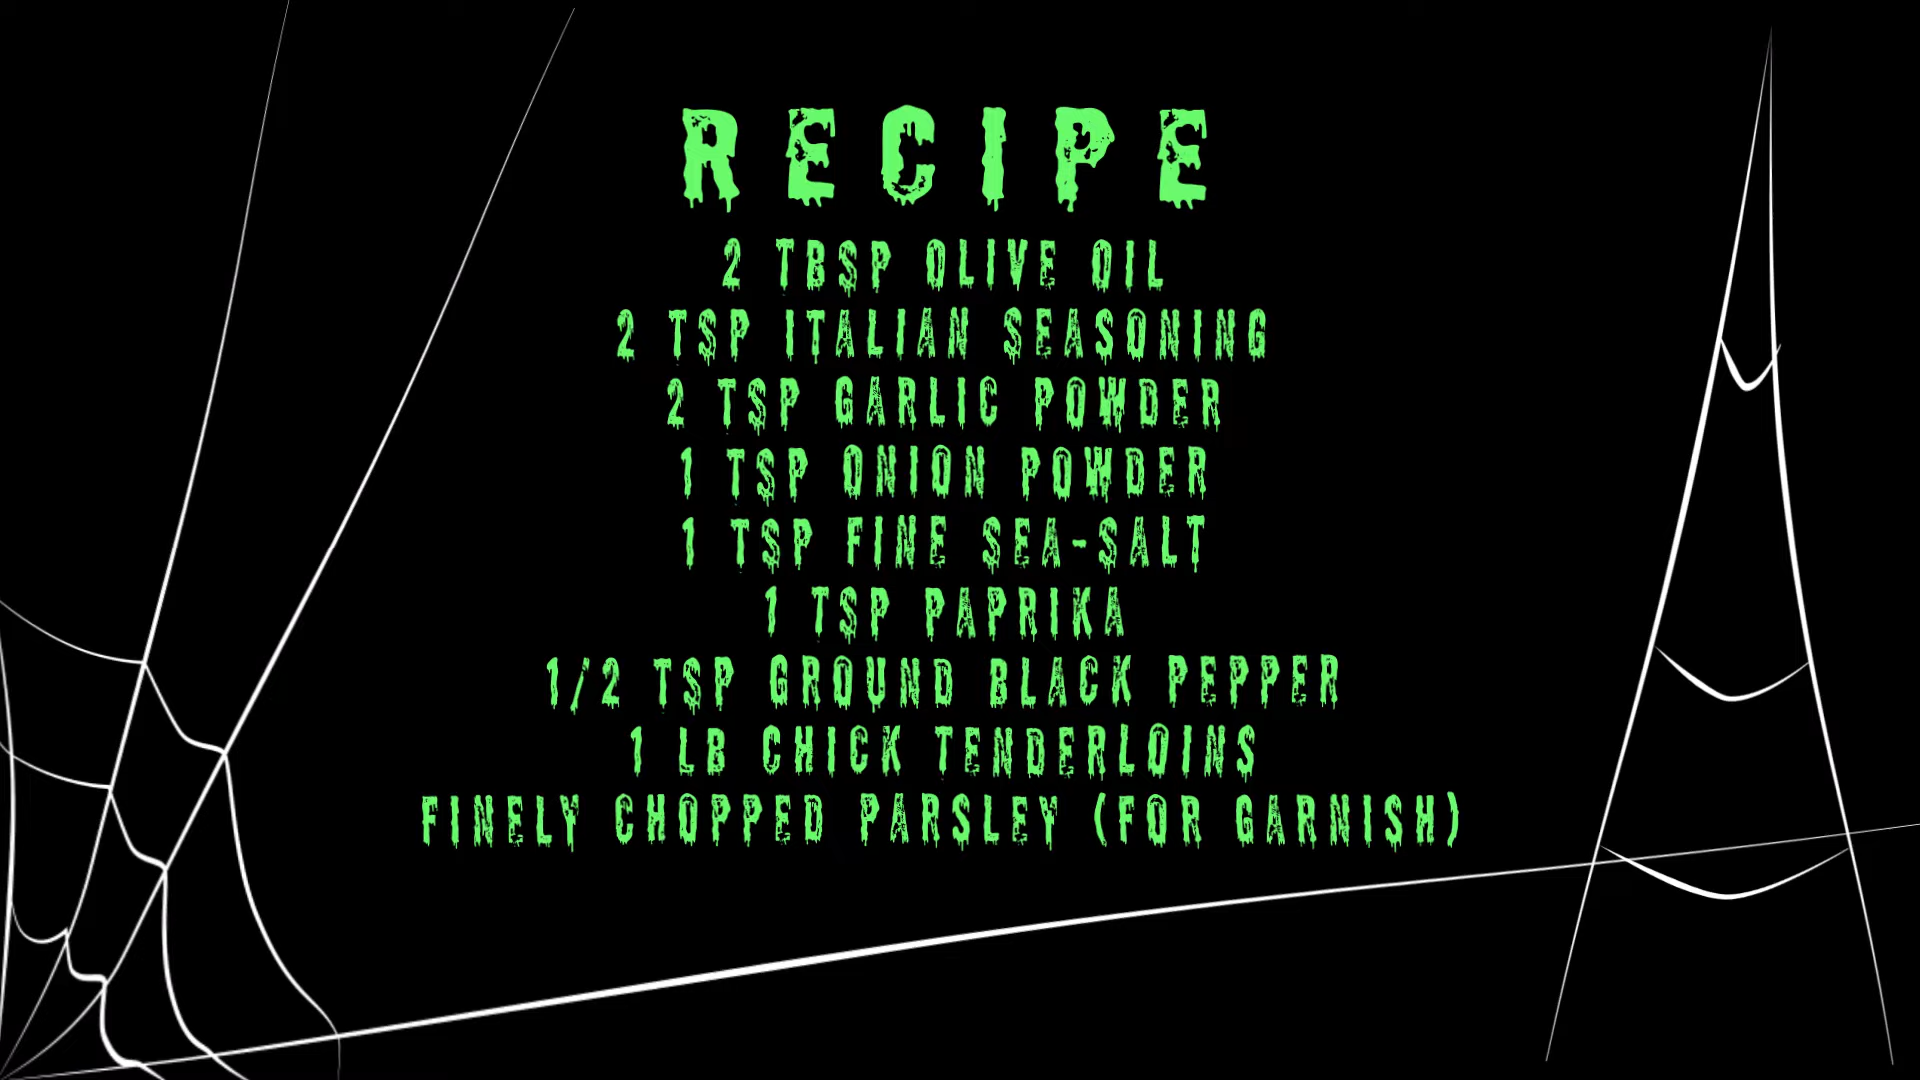 RECIPE
2 TBSP OLIVE OIL
2 TSP ITALIAN SEASONING
2 TSP GARLIC POWDER
1 TSP ONION POWDER
1 TSP FINE SEA-SALT
1 TSP PAPRIKA
1/2 TSP GROUND BLACK PEPPER
1 LB CHICK TENDERLOINS
FINELY CHOPPED PARSLEY (FOR GARNISH)